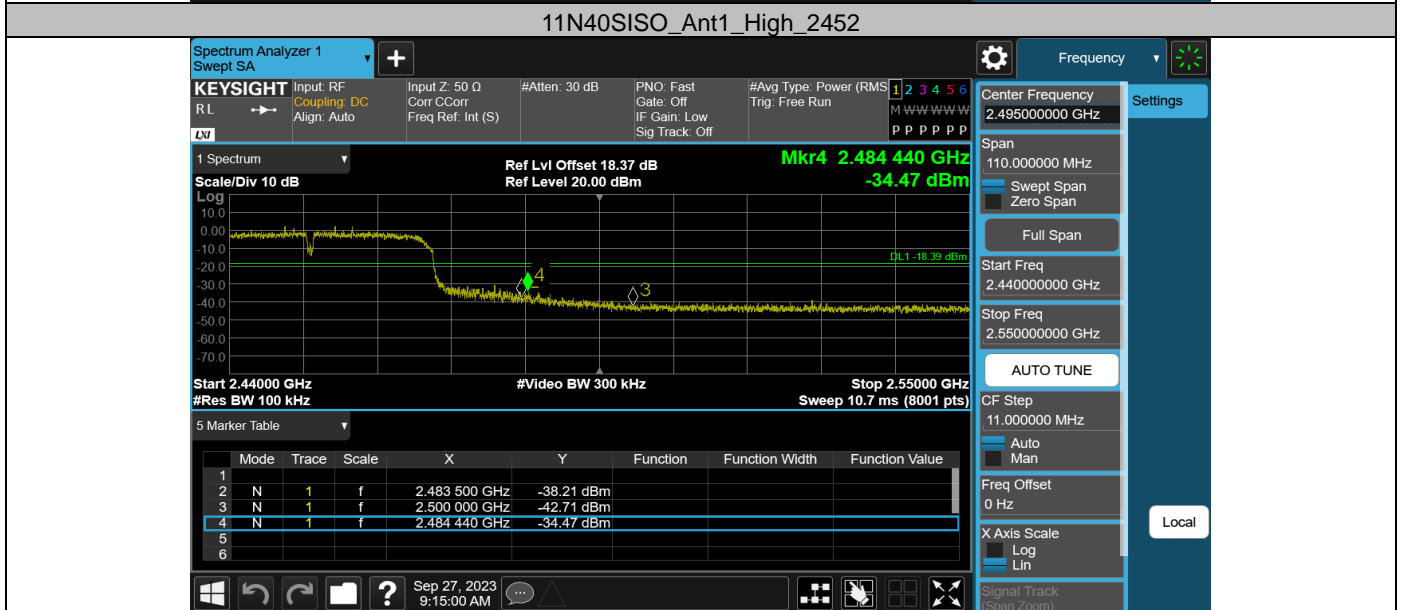 11N40SISO_Ant1_High_2452
Spectrum Analyzer 1
Swept SA
Frequency
KEYSIGHT
RL
LXI
Input: RF
Coupling: DC
Align: Auto
Input Z: 50 Ω
Corr CCorr
Freq Ref: Int (S)
#Atten: 30 dB
PNO: Fast
Gate: Off
IF Gain: Low
Sig Track: Off
#Avg Type: Power (RMS
Trig: Free Run
1 2 3 4 5 6
M W W W W W
P P P P P P
1 Spectrum
Scale/Div 10 dB
Ref Lvl Offset 18.37 dB
Ref Level 20.00 dBm
Mkr4 2.484 440 GHz
-34.47 dBm
Log
10.0
0.00
-10.0
-20.0
-30.0
-40.0
-50.0
-60.0
-70.0
DL1 -18.39 dBm
4
3
Start 2.44000 GHz
#Video BW 300 kHz
Stop 2.55000 GHz
#Res BW 100 kHz
Sweep 10.7 ms (8001 pts)
5 Marker Table
Mode Trace Scale X Y Function Function Width Function Value
1
2 N 1 f 2.483 500 GHz -38.21 dBm
3 N 1 f 2.500 000 GHz -42.71 dBm
4 N 1 f 2.484 440 GHz -34.47 dBm
5
6
Sep 27, 2023
9:15:00 AM
Center Frequency
2.495000000 GHz
Settings
Span
110.000000 MHz
Swept Span
Zero Span
Full Span
Start Freq
2.440000000 GHz
Stop Freq
2.550000000 GHz
AUTO TUNE
CF Step
11.000000 MHz
Auto
Man
Freq Offset
0 Hz
Local
X Axis Scale
Log
Lin
Signal Track
(Span Zoom)